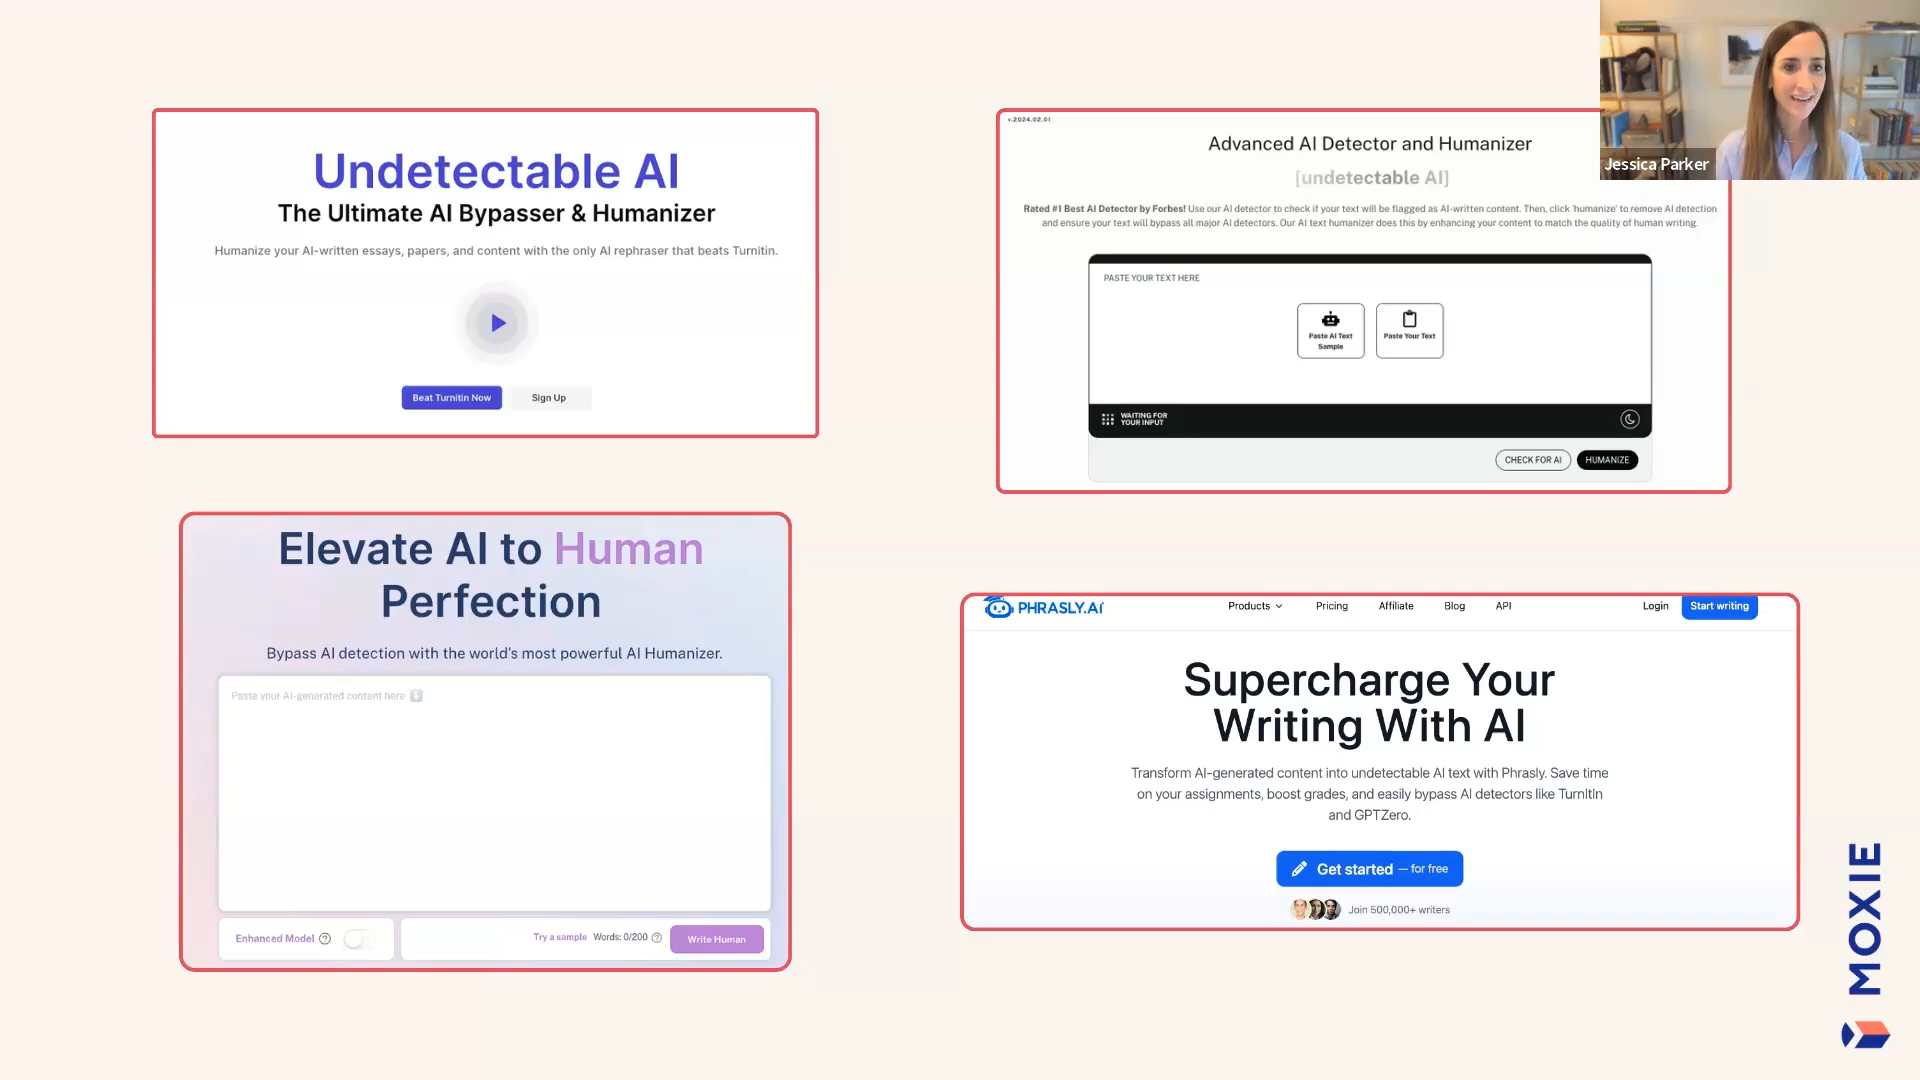 Undetectable AI
The Ultimate AI Bypasser & Humanizer
Humanize your AI-written essays, papers, and content with the only AI rephraser that beats Turnitin.
Beat Turnitin Now
Sign Up
v.2024.02.01
Advanced AI Detector and Humanizer
[undetectable AI]
Rated #1 Best AI Detector by Forbes! Use our AI detector to check if your text will be flagged as AI-written content. Then, click 'humanize' to remove AI detection
and ensure your text will bypass all major AI detectors. Our AI text humanizer does this by enhancing your content to match the quality of human writing.
PASTE YOUR TEXT HERE
Paste AI Text
Sample
Paste Your Text
WAITING FOR
YOUR INPUT
CHECK FOR AI
HUMANIZE
Jessica Parker
Elevate AI to Human
Perfection
Bypass AI detection with the world's most powerful AI Humanizer.
Paste your AI-generated content here
Enhanced Model
Try a sample
Words: 0/200
Write Human
PHRASLY.AI
Products
Pricing
Affiliate
Blog
API
Login
Start writing
Supercharge Your
Writing With AI
Transform AI-generated content into undetectable AI text with Phrasly. Save time
on your assignments, boost grades, and easily bypass AI detectors like TurnItIn
and GPTZero.
Get started — for free
Join 500,000+ writers
MOXIE